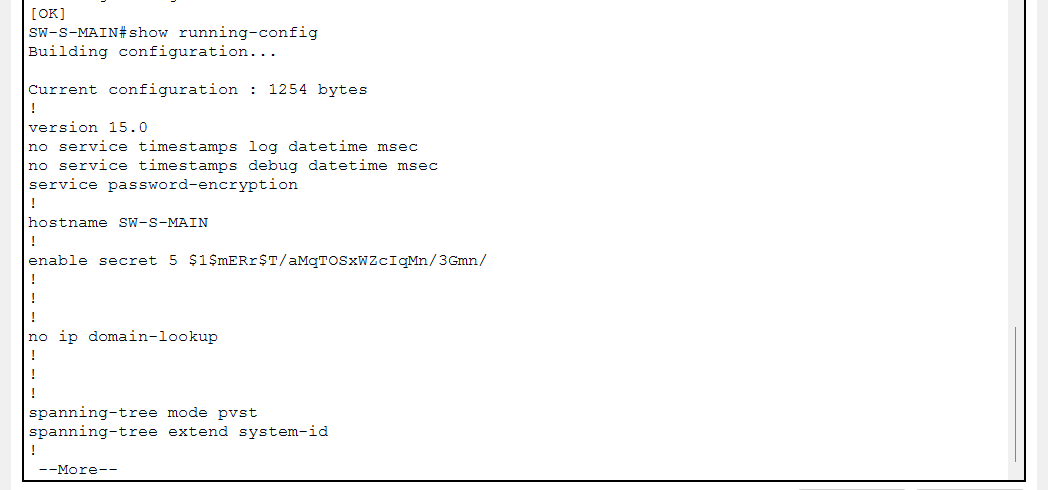 [OK]
SW-S-MAIN#show running-config
Building configuration...
Current configuration : 1254 bytes
!
version 15.0
no service timestamps log datetime msec
no service timestamps debug datetime msec
service password-encryption
!
hostname SW-S-MAIN
!
enable secret 5 $1$mERr$T/aMqTOSxWZcIqMn/3Gmn/
!
!
!
no ip domain-lookup
!
!
!
spanning-tree mode pvst
spanning-tree extend system-id
!
--More--